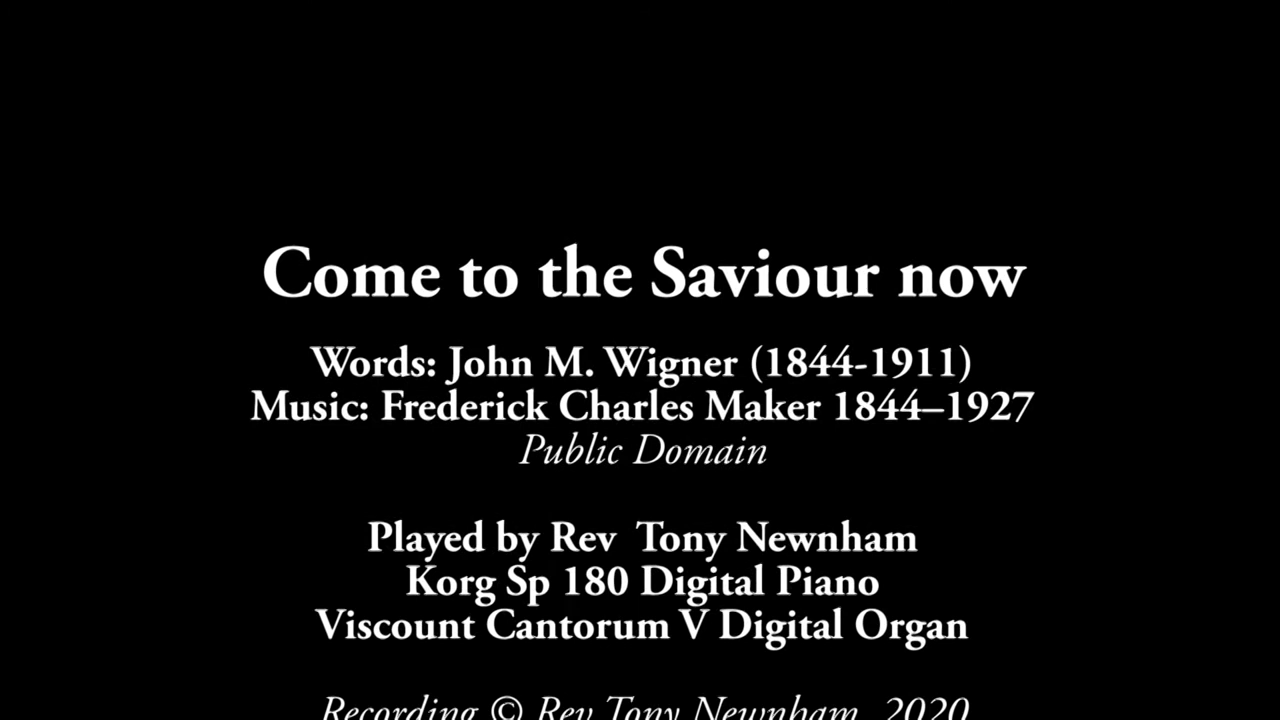 Come to the Saviour now
Words: John M. Wigner (1844-1911)
Music: Frederick Charles Maker 1844–1927
Public Domain
Played by Rev  Tony Newnham
Korg Sp 180 Digital Piano
Viscount Cantorum V Digital Organ
Recording © Rev Tony Newnham, 2020